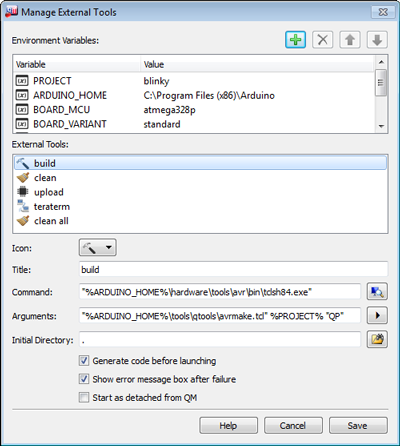 Manage External Tools
Environment Variables:
Variable Value
PROJECT blinky
ARDUINO_HOME C:\Program Files (x86)\Arduino
BOARD_MCU atmega328p
BOARD_VARIANT standard
External Tools:
build
clean
upload
teraterm
clean all
Icon:
Title: build
Command: "%ARDUINO_HOME%\hardware\tools\avr\bin\tclsh84.exe"
Arguments: "%ARDUINO_HOME%\tools\qtools\avrmake.tcl" %PROJECT% "QP"
Initial Directory: .
Generate code before launching
Show error message box after failure
Start as detached from QM
Help Cancel Save